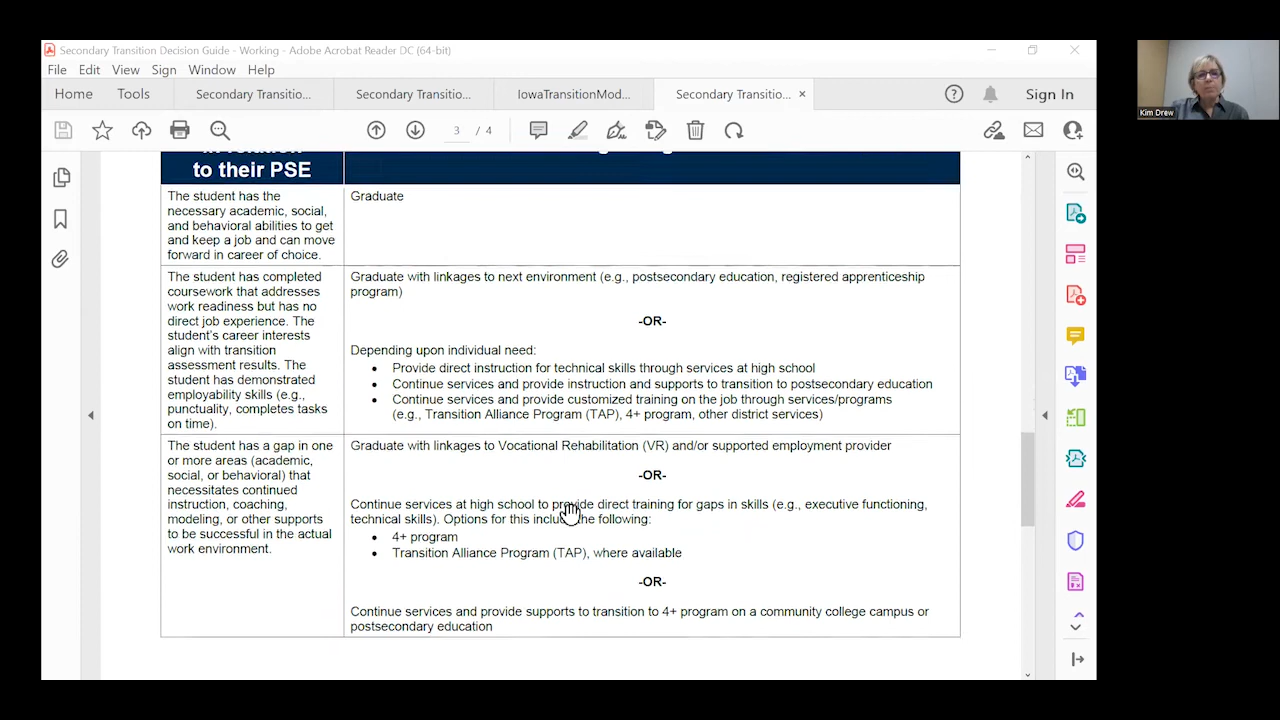 Secondary Transition Decision Guide - Working - Adobe Acrobat Reader DC (64-bit)
File Edit View Sign Window Help
Home Tools Secondary Transitio... Secondary Transitio... IowaTransitionMod... Secondary Transitio... × Sign In
3 / 4
to their PSE
The student has the
necessary academic, social,
and behavioral abilities to get
and keep a job and can move
forward in career of choice.
Graduate
The student has completed
coursework that addresses
work readiness but has no
direct job experience. The
student's career interests
align with transition
assessment results. The
student has demonstrated
employability skills (e.g.,
punctuality, completes tasks
on time).
Graduate with linkages to next environment (e.g., postsecondary education, registered apprenticeship
program)
-OR-
Depending upon individual need:
• Provide direct instruction for technical skills through services at high school
• Continue services and provide instruction and supports to transition to postsecondary education
• Continue services and provide customized training on the job through services/programs
(e.g., Transition Alliance Program (TAP), 4+ program, other district services)
The student has a gap in one
or more areas (academic,
social, or behavioral) that
necessitates continued
instruction, coaching,
modeling, or other supports
to be successful in the actual
work environment.
Graduate with linkages to Vocational Rehabilitation (VR) and/or supported employment provider
-OR-
Continue services at high school to provide direct training for gaps in skills (e.g., executive functioning,
technical skills). Options for this include the following:
• 4+ program
• Transition Alliance Program (TAP), where available
-OR-
Continue services and provide supports to transition to 4+ program on a community college campus or
postsecondary education
Kim Drew